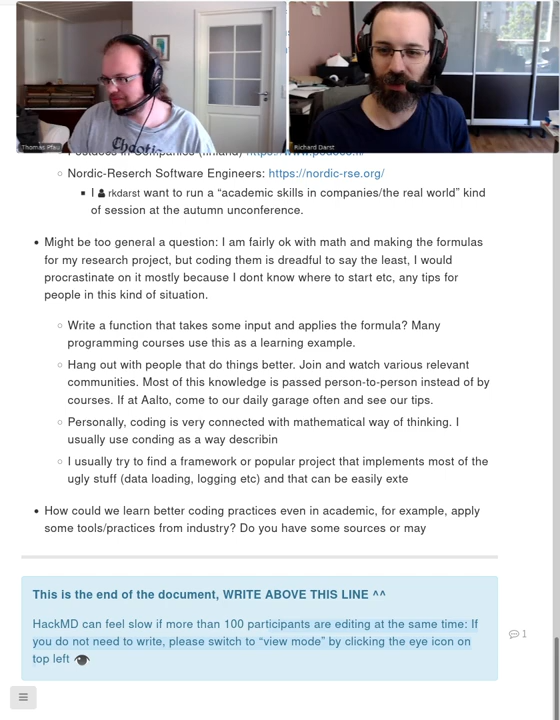 Chaotic
Thomas Pfau
Richard Darst
Nordic-Reserch Software Engineers: https://nordic-rse.org/
I rkdarst want to run a “academic skills in companies/the real world” kind
of session at the autumn unconference.
Might be too general a question: I am fairly ok with math and making the formulas
for my research project, but coding them is dreadful to say the least, I would
procrastinate on it mostly because I dont know where to start etc, any tips for
people in this kind of situation.
Write a function that takes some input and applies the formula? Many
programming courses use this as a learning example.
Hang out with people that do things better. Join and watch various relevant
communities. Most of this knowledge is passed person-to-person instead of by
courses. If at Aalto, come to our daily garage often and see our tips.
Personally, coding is very connected with mathematical way of thinking. I
usually use conding as a way describin
I usually try to find a framework or popular project that implements most of the
ugly stuff (data loading, logging etc) and that can be easily exte
How could we learn better coding practices even in academic, for example, apply
some tools/practices from industry? Do you have some sources or may
This is the end of the document, WRITE ABOVE THIS LINE ^^
HackMD can feel slow if more than 100 participants are editing at the same time: If
you do not need to write, please switch to “view mode” by clicking the eye icon on
top left
1